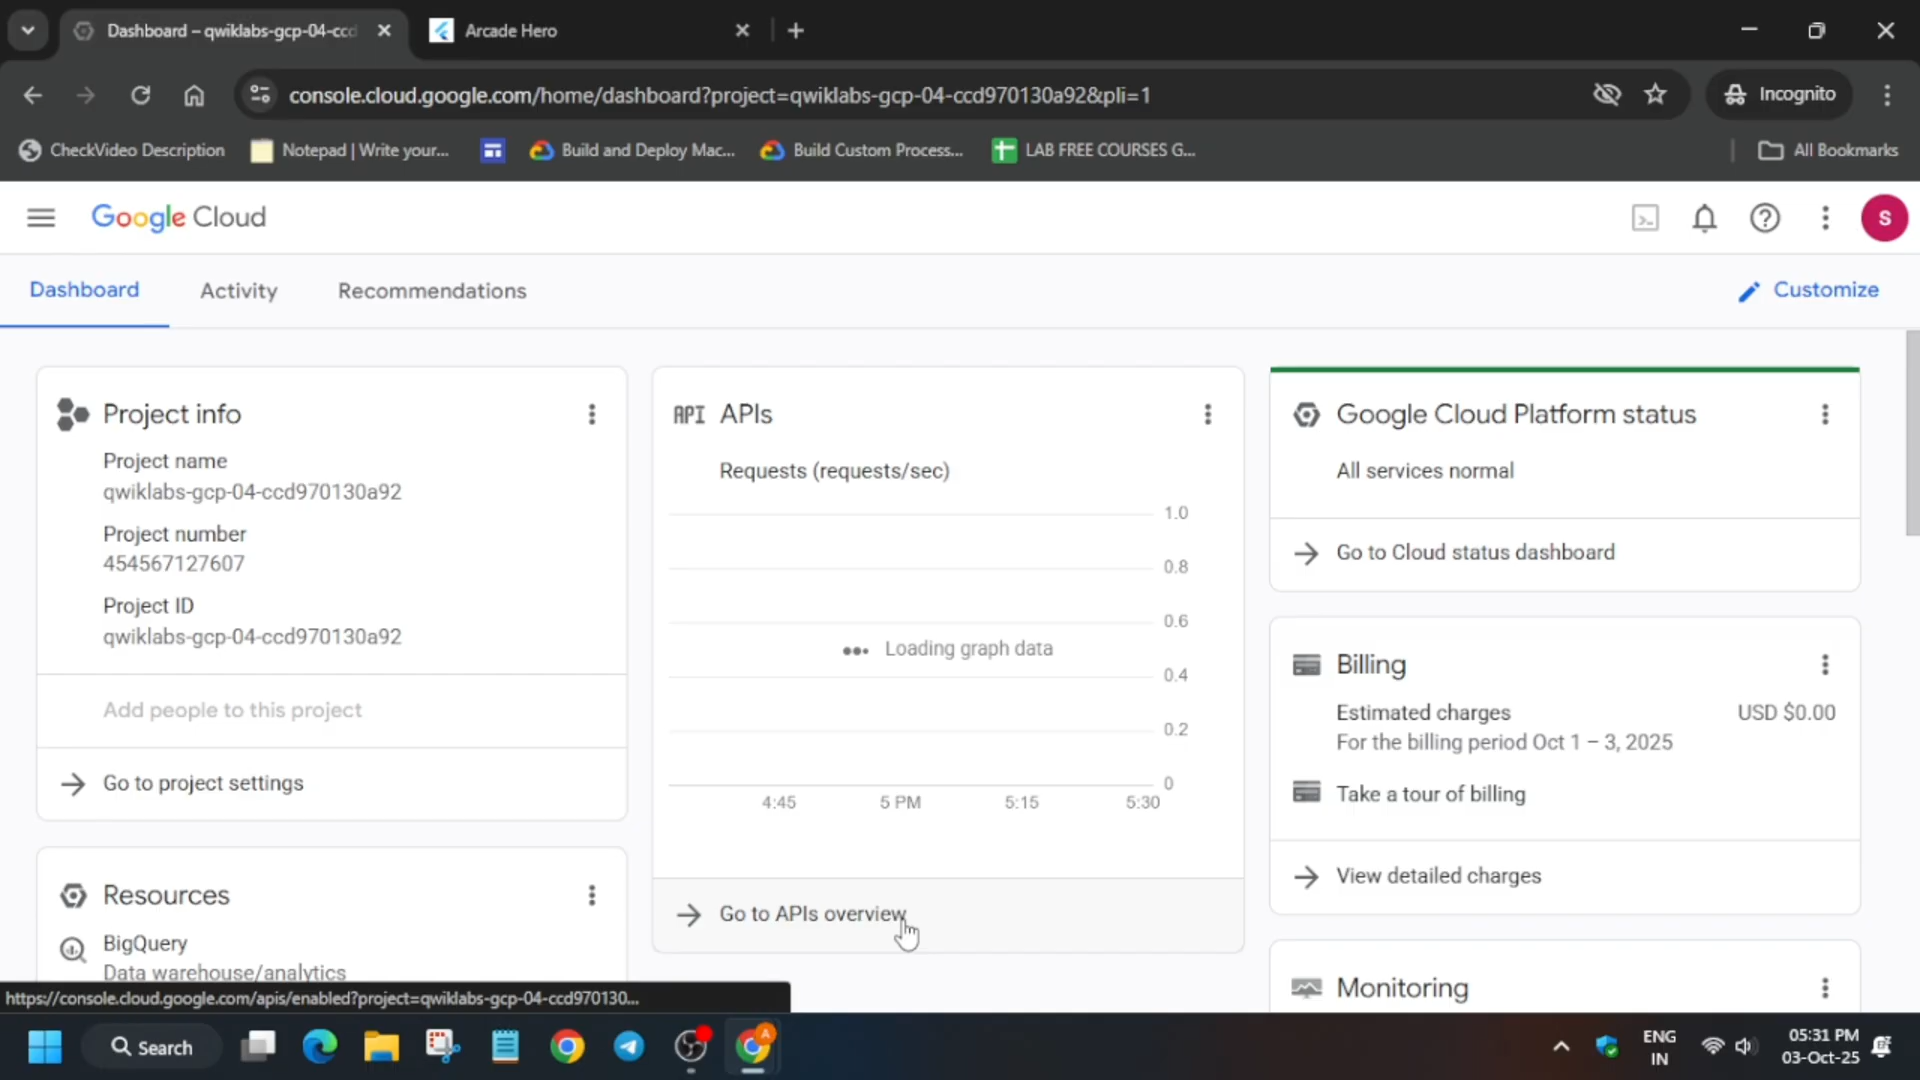 Dashboard – qwiklabs-gcp-04-ccd
Arcade Hero
console.cloud.google.com/home/dashboard?project=qwiklabs-gcp-04-ccd970130a92&pli=1
Incognito
CheckVideo Description
Notepad | Write your...
Build and Deploy Mac...
Build Custom Process...
LAB FREE COURSES G...
All Bookmarks
Google Cloud
S
Dashboard
Activity
Recommendations
Customize
Project info
Project name
qwiklabs-gcp-04-ccd970130a92
Project number
454567127607
Project ID
qwiklabs-gcp-04-ccd970130a92
Add people to this project
Go to project settings
Resources
BigQuery
Data warehouse/analytics
API APIs
Requests (requests/sec)
1.0
0.8
0.6
Loading graph data
0.4
0.2
0
4:45 5 PM 5:15 5:30
Go to APIs overview
Google Cloud Platform status
All services normal
Go to Cloud status dashboard
Billing
Estimated charges USD $0.00
For the billing period Oct 1 – 3, 2025
Take a tour of billing
View detailed charges
Monitoring
https://console.cloud.google.com/apis/enabled?project=qwiklabs-gcp-04-ccd970130...
Search
A
ENG
IN
05:31 PM
03-Oct-25